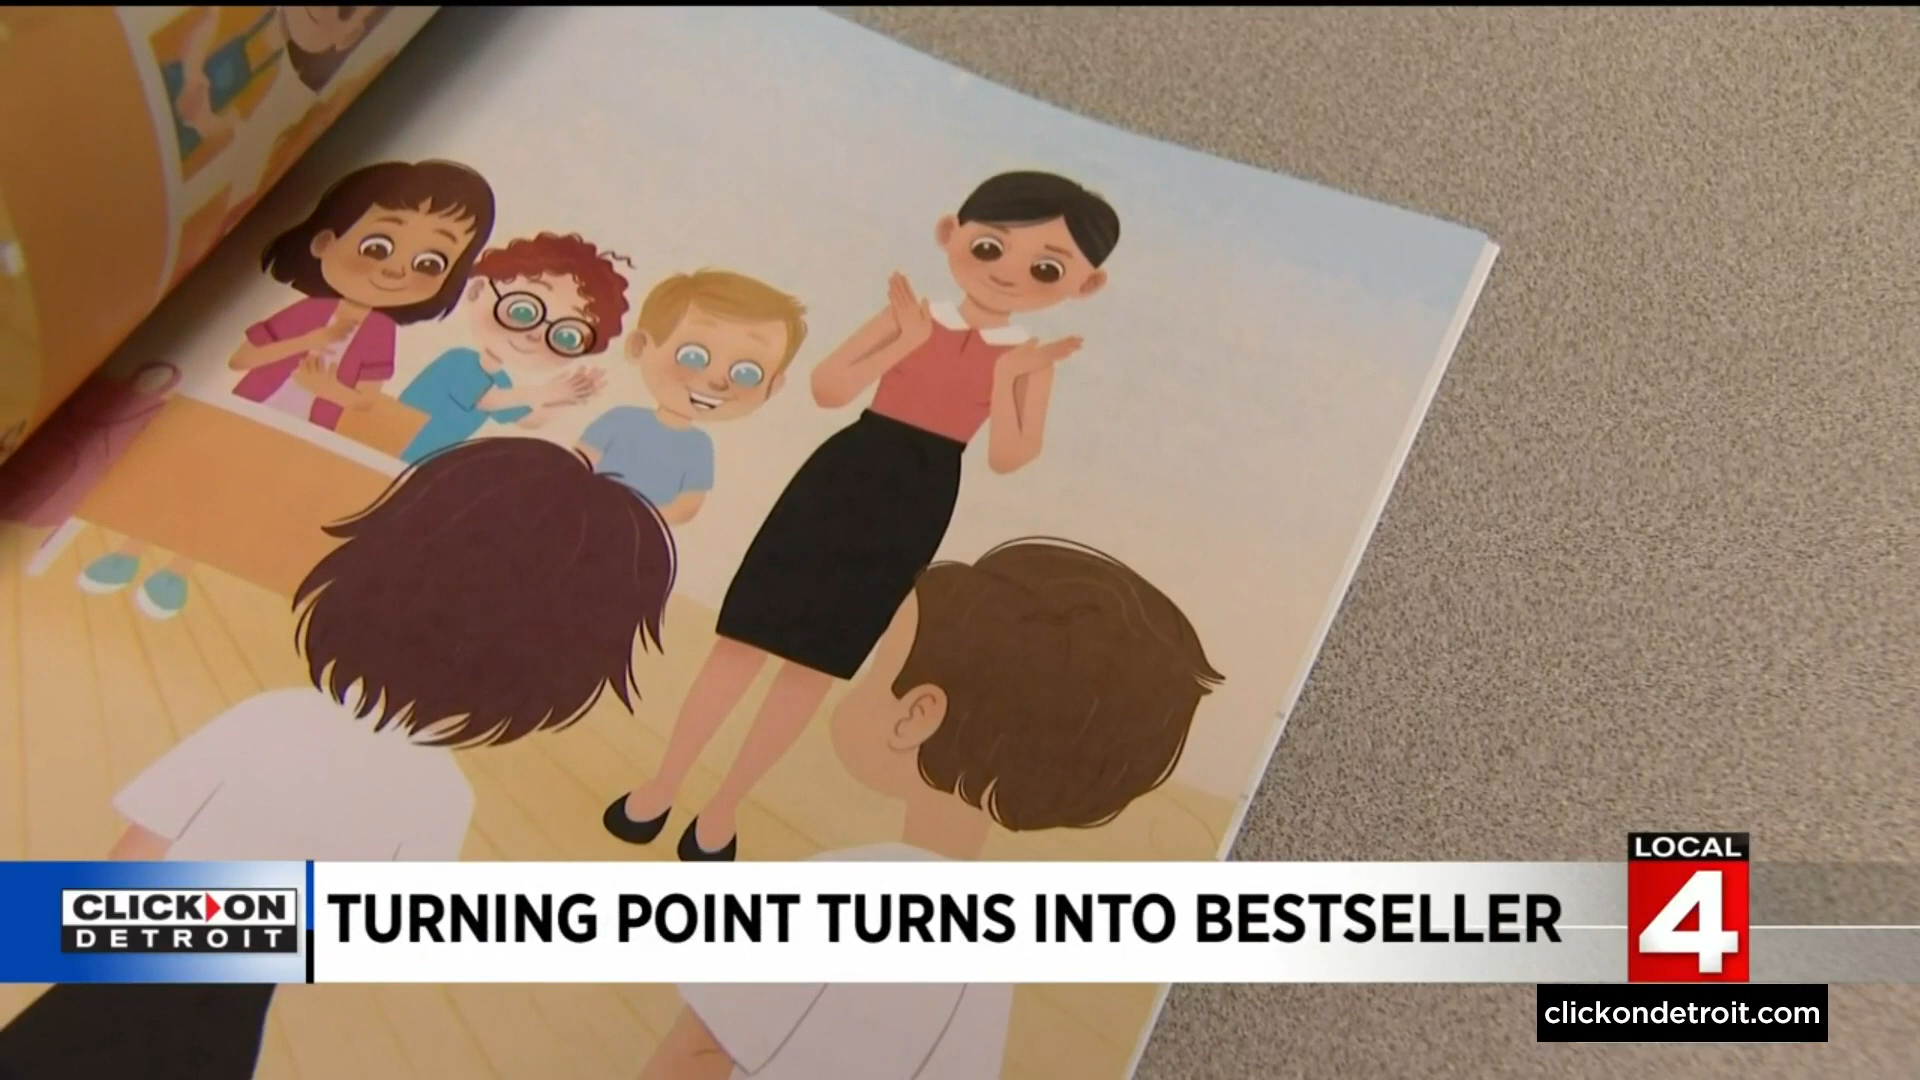 CLICK ON
DETROIT
TURNING POINT TURNS INTO BESTSELLER
LOCAL
4
clickondetroit.com